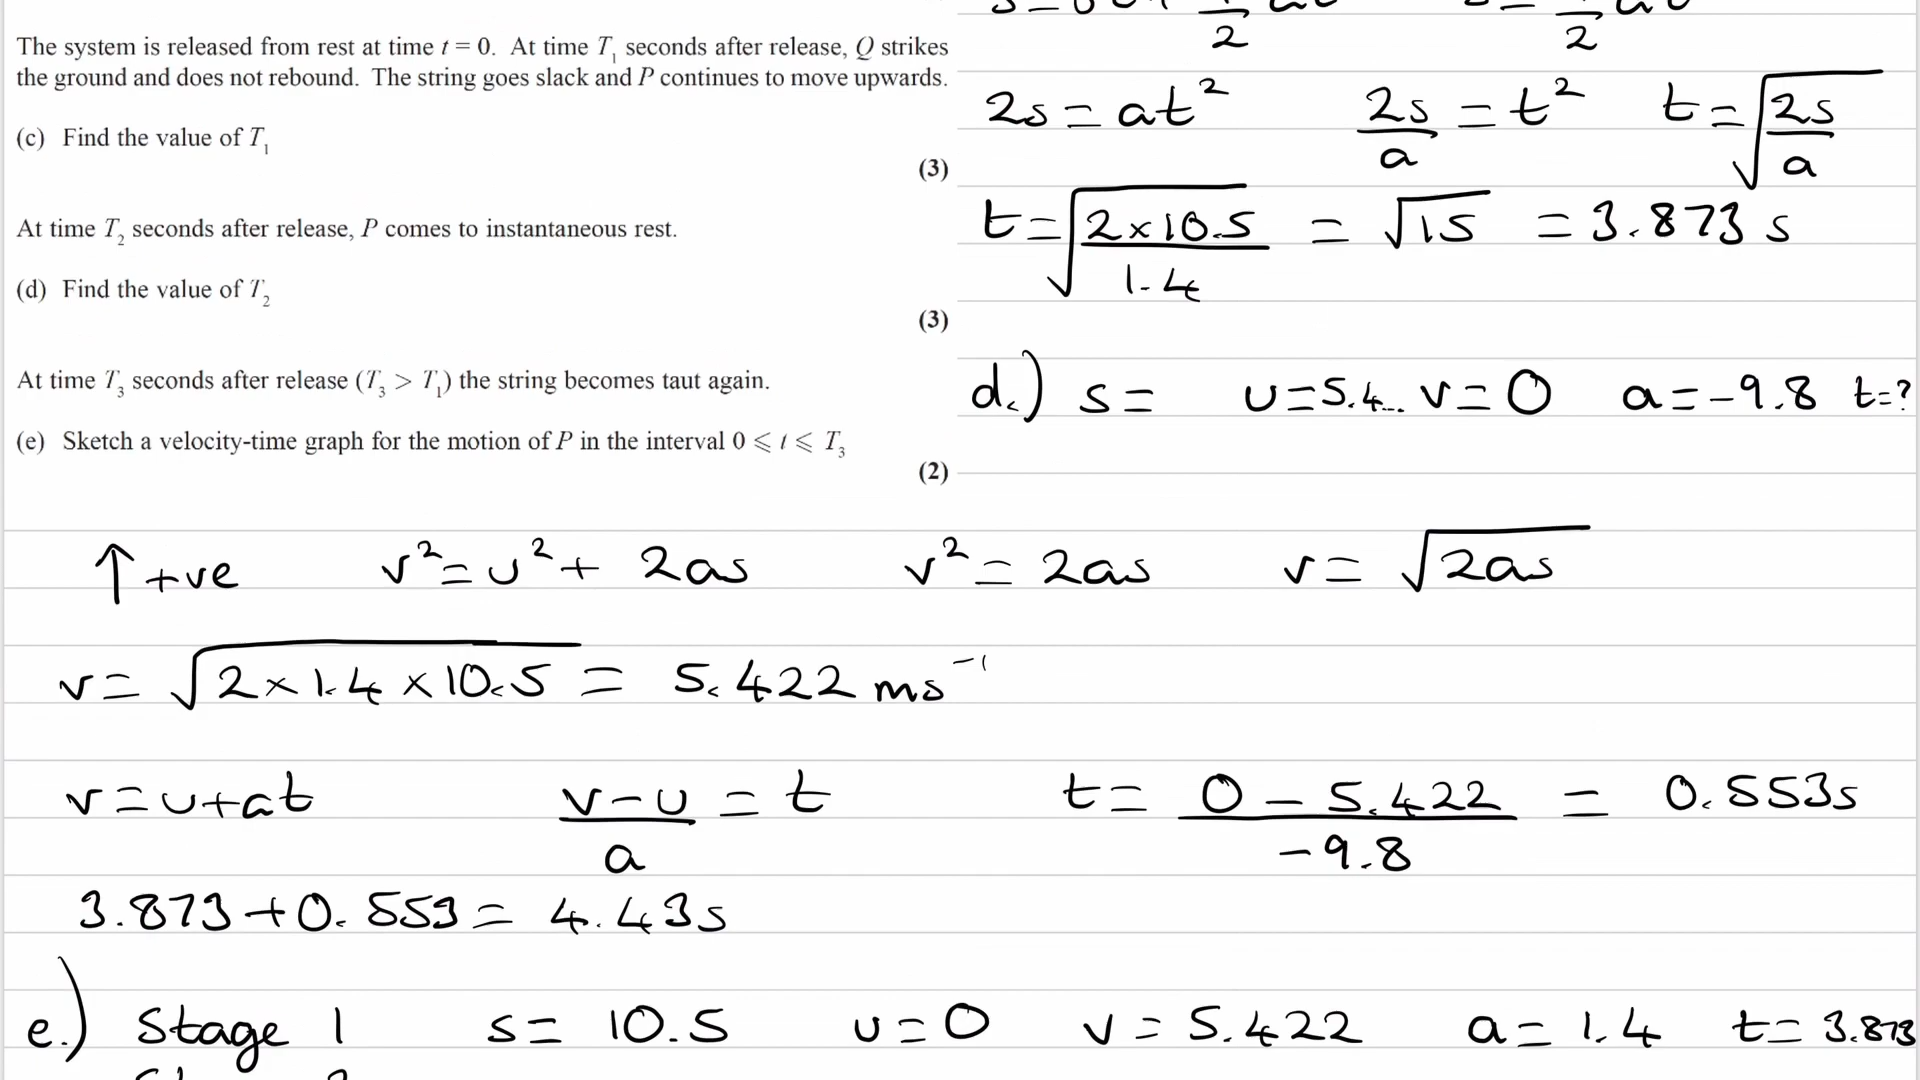 The system is released from rest at time t = 0. At time T₁ seconds after release, Q strikes
the ground and does not rebound. The string goes slack and P continues to move upwards.
(c) Find the value of T₁
(3)
At time T₂ seconds after release, P comes to instantaneous rest.
(d) Find the value of T₂
(3)
At time T₃ seconds after release (T₃ > T₁) the string becomes taut again.
(e) Sketch a velocity-time graph for the motion of P in the interval 0 ⩽ t ⩽ T₃
(2)
2s = at² 2s/a = t² t = √(2s/a)
t = √(2×10.5/1.4) = √15 = 3.873 s
d.) s= u=5.4... v=0 a=-9.8 t=?
↑ +ve v² = u² + 2as v² = 2as v = √2as
v = √2×1.4×10.5 = 5.422 ms⁻¹
v = u+at (v-u)/a = t t = (0-5.422)/-9.8 = 0.553s
3.873+0.553 = 4.43s
e.) Stage 1 s= 10.5 u=0 v=5.422 a=1.4 t=3.873